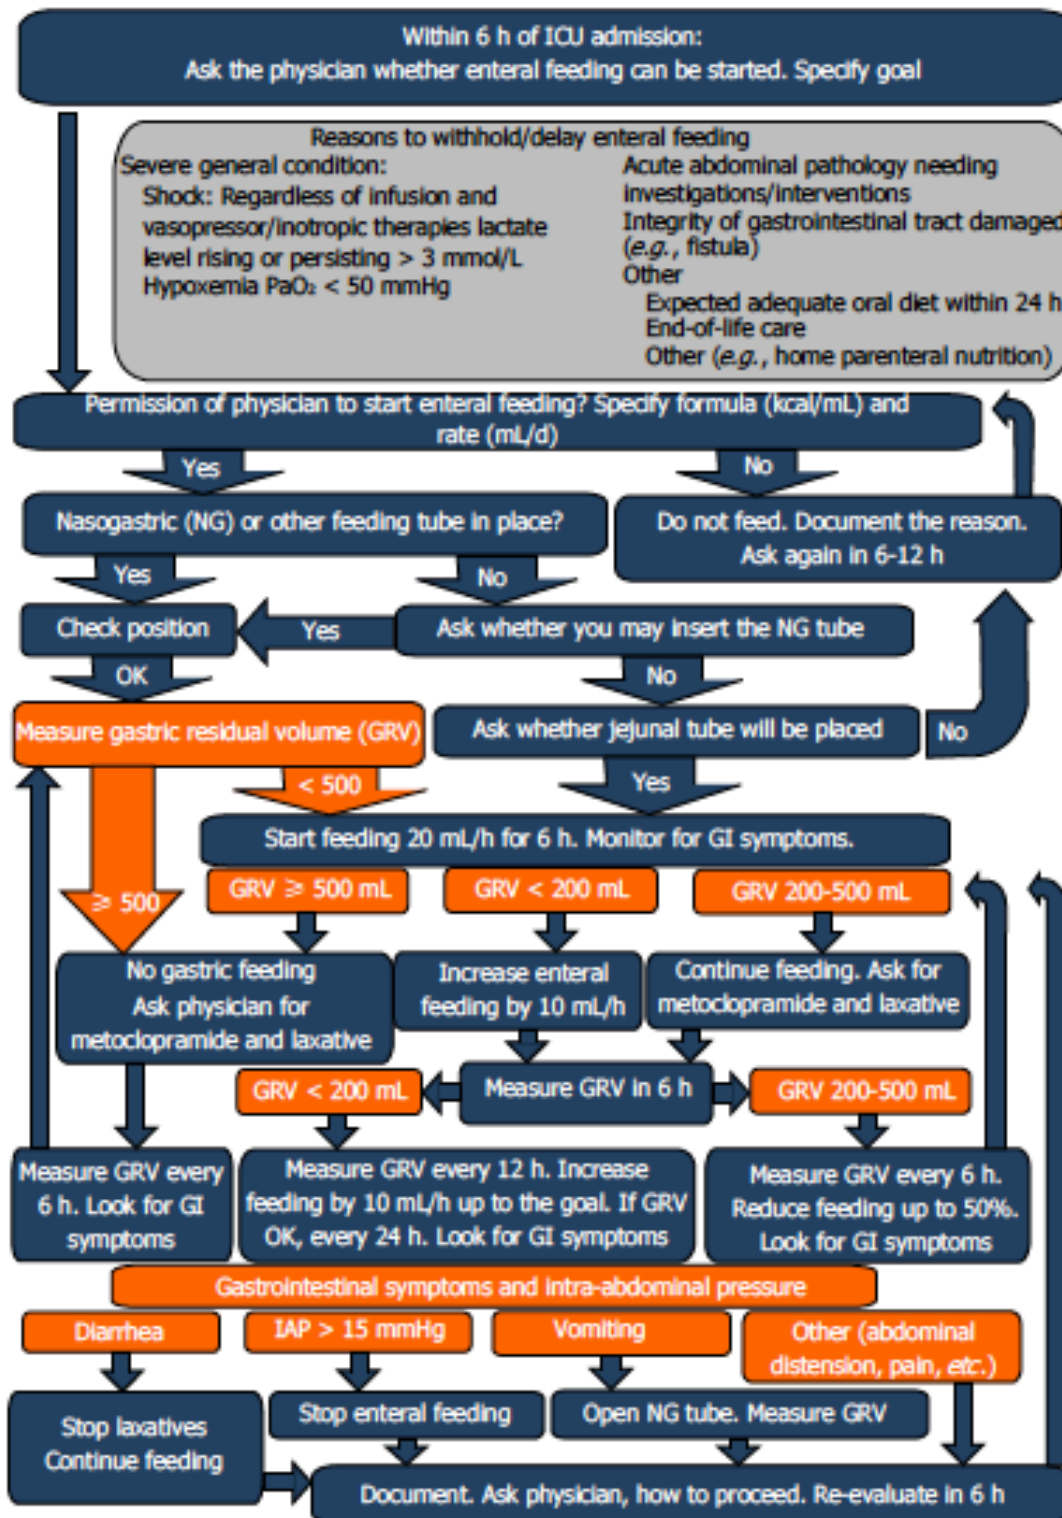 Within 6 h of ICU admission:
Ask the physician whether enteral feeding can be started. Specify goal
Reasons to withhold/delay enteral feeding
Severe general condition:
Shock: Regardless of infusion and
vasopressor/inotropic therapies lactate
level rising or persisting > 3 mmol/L
Hypoxemia PaO₂ < 50 mmHg
Acute abdominal pathology needing
investigations/interventions
Integrity of gastrointestinal tract damaged
(e.g., fistula)
Other
Expected adequate oral diet within 24 h
End-of-life care
Other (e.g., home parenteral nutrition)
Permission of physician to start enteral feeding? Specify formula (kcal/mL) and
rate (mL/d)
Yes
No
Nasogastric (NG) or other feeding tube in place?
Do not feed. Document the reason.
Ask again in 6-12 h
Yes
No
Check position
Yes
Ask whether you may insert the NG tube
OK
No
Measure gastric residual volume (GRV)
Ask whether jejunal tube will be placed
No
< 500
Yes
Start feeding 20 mL/h for 6 h. Monitor for GI symptoms.
≥ 500
GRV ≥ 500 mL
GRV < 200 mL
GRV 200-500 mL
No gastric feeding
Ask physician for
metoclopramide and laxative
Increase enteral
feeding by 10 mL/h
Continue feeding. Ask for
metoclopramide and laxative
GRV < 200 mL
Measure GRV in 6 h
GRV 200-500 mL
Measure GRV every
6 h. Look for GI
symptoms
Measure GRV every 12 h. Increase
feeding by 10 mL/h up to the goal. If GRV
OK, every 24 h. Look for GI symptoms
Measure GRV every 6 h.
Reduce feeding up to 50%.
Look for GI symptoms
Gastrointestinal symptoms and intra-abdominal pressure
Diarrhea
IAP > 15 mmHg
Vomiting
Other (abdominal
distension, pain, etc.)
Stop laxatives
Continue feeding
Stop enteral feeding
Open NG tube. Measure GRV
Document. Ask physician, how to proceed. Re-evaluate in 6 h